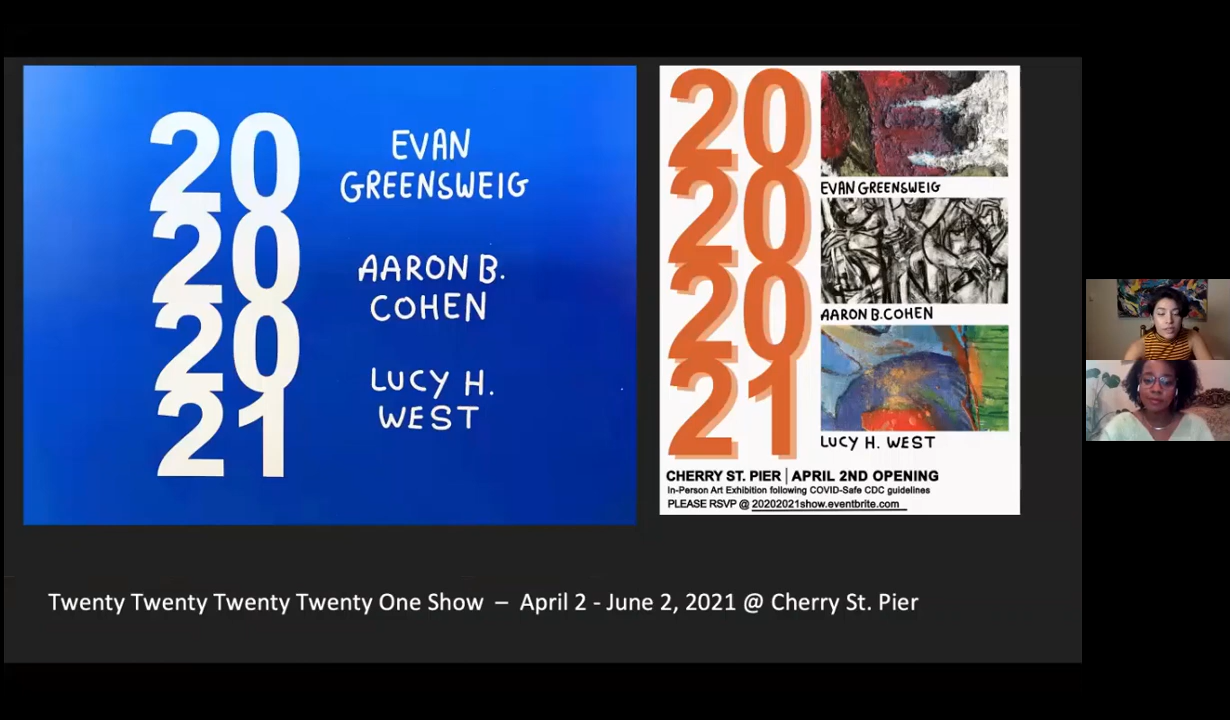 20
20
20
21
EVAN
GREENSWEIG
AARON B.
COHEN
LUCY H.
WEST
20
20
20
21
EVAN GREENSWEIG
AARON B.COHEN
LUCY H. WEST
CHERRY ST. PIER | APRIL 2ND OPENING
In-Person Art Exhibition following COVID-Safe CDC guidelines
PLEASE RSVP @ 20202021show.eventbrite.com
Twenty Twenty Twenty Twenty One Show – April 2 - June 2, 2021 @ Cherry St. Pier